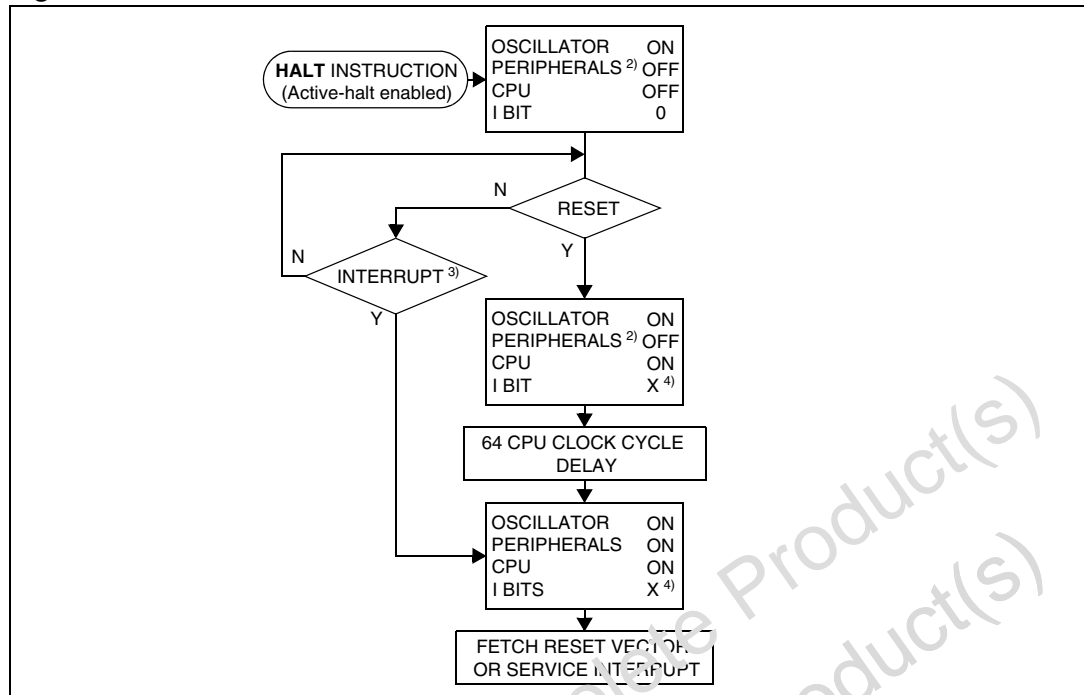 HALT INSTRUCTION
(Active-halt enabled)
OSCILLATOR ON
PERIPHERALS 2) OFF
CPU OFF
I BIT 0
N
RESET
Y
N
INTERRUPT 3)
Y
OSCILLATOR ON
PERIPHERALS 2) OFF
CPU ON
I BIT X 4)
64 CPU CLOCK CYCLE
DELAY
OSCILLATOR ON
PERIPHERALS ON
CPU ON
I BITS X 4)
FETCH RESET VECTOR
OR SERVICE INTERRUPT
Product(s)